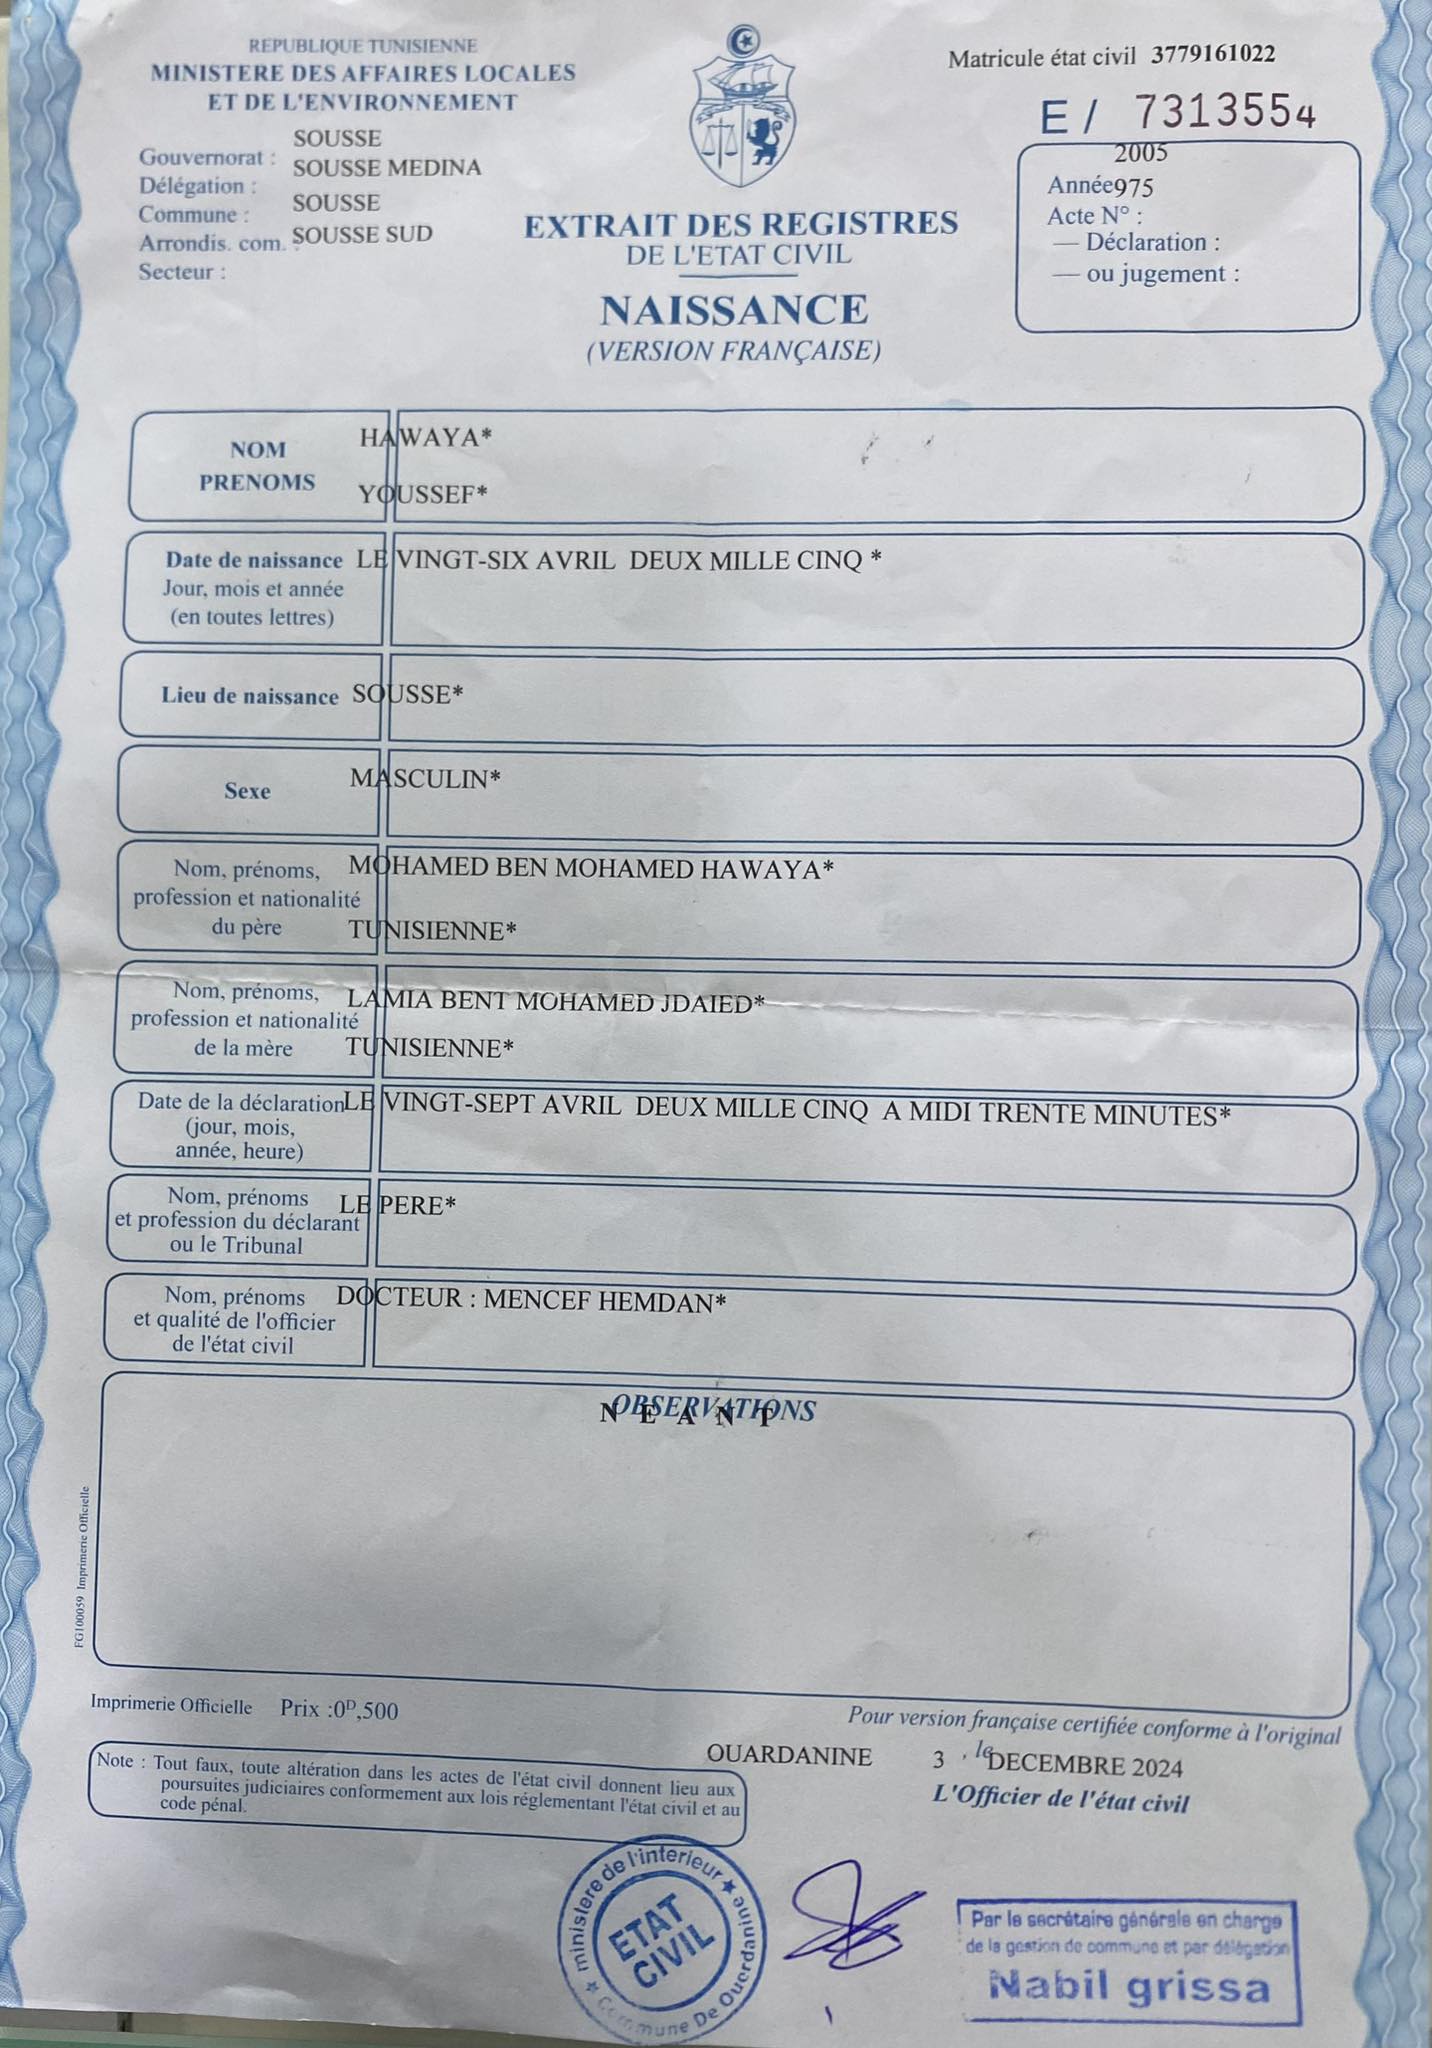 REPUBLIQUE TUNISIENNE
MINISTERE DES AFFAIRES LOCALES
ET DE L'ENVIRONNEMENT
Gouvernorat : SOUSSE
Délégation : SOUSSE MEDINA
Commune : SOUSSE
Arrondis. com. : SOUSSE SUD
Secteur :
Matricule état civil 3779161022
E / 7313554
2005
Année 975
Acte N° :
— Déclaration :
— ou jugement :
EXTRAIT DES REGISTRES
DE L'ETAT CIVIL
NAISSANCE
(VERSION FRANÇAISE)
NOM HAWAYA*
PRENOMS YOUSSEF*
Date de naissance LE VINGT-SIX AVRIL DEUX MILLE CINQ *
Jour, mois et année
(en toutes lettres)
Lieu de naissance SOUSSE*
Sexe MASCULIN*
Nom, prénoms, MOHAMED BEN MOHAMED HAWAYA*
profession et nationalité
du père TUNISIENNE*
Nom, prénoms, LAMIA BENT MOHAMED JDAIED*
profession et nationalité
de la mère TUNISIENNE*
Date de la déclaration LE VINGT-SEPT AVRIL DEUX MILLE CINQ A MIDI TRENTE MINUTES*
(jour, mois,
année, heure)
Nom, prénoms LE PERE*
et profession du déclarant
ou le Tribunal
Nom, prénoms DOCTEUR : MENCEF HEMDAN*
et qualité de l'officier
de l'état civil
OBSERVATIONS
N E A N T
FG100059 Imprimerie Officielle
Imprimerie Officielle Prix :0D,500
Pour version française certifiée conforme à l'original
OUARDANINE 3 , le DECEMBRE 2024
L'Officier de l'état civil
Note : Tout faux, toute altération dans les actes de l'état civil donnent lieu aux
poursuites judiciaires conformement aux lois réglementant l'état civil et au
code pénal.
ministere de l'interieur
ETAT
CIVIL
Commune De Ouerdanine
Par le secrétaire générale en charge
de la gestion de commune et par délégation
Nabil grissa